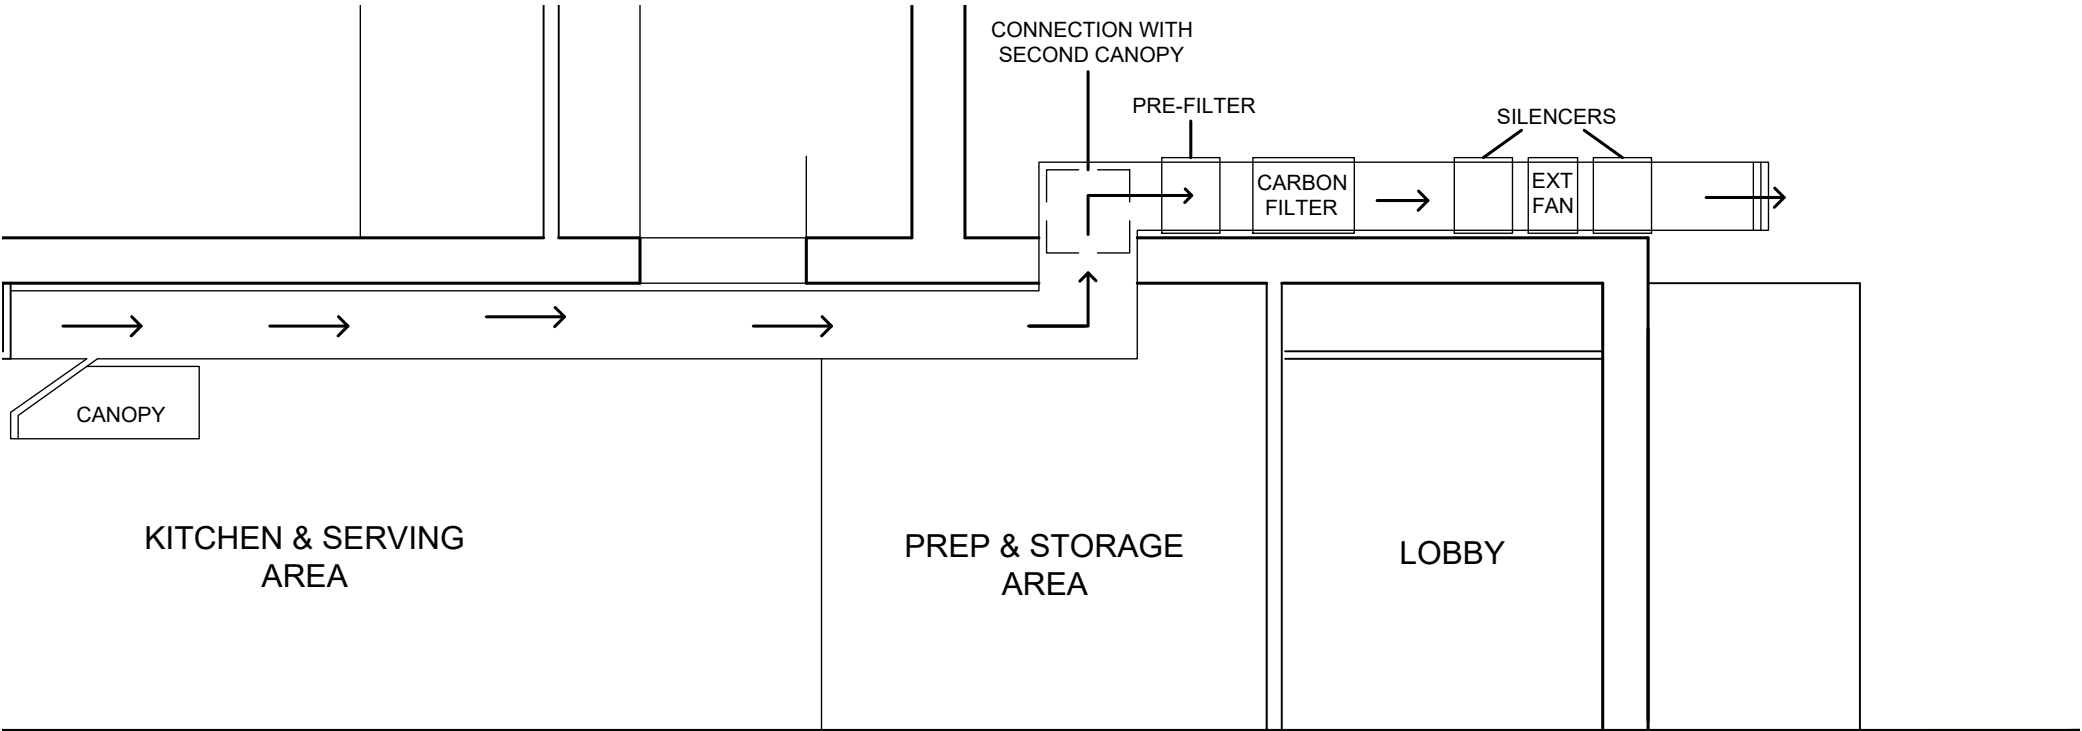 CONNECTION WITH
SECOND CANOPY
PRE-FILTER
SILENCERS
CARBON
FILTER
EXT
FAN
CANOPY
KITCHEN & SERVING
AREA
PREP & STORAGE
AREA
LOBBY